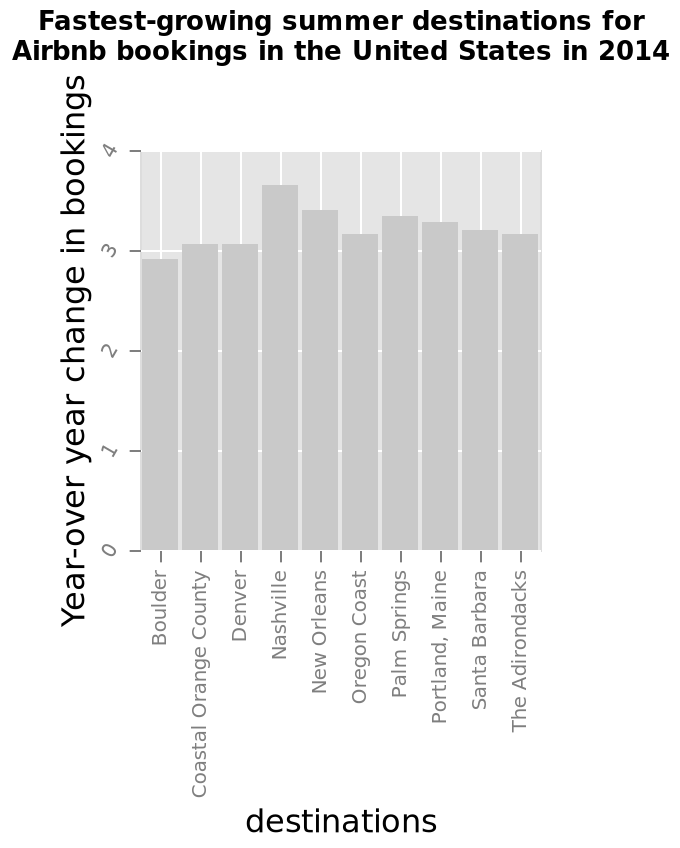 Fastest-growing summer destinations for
Airbnb bookings in the United States in 2014
Year-over year change in bookings
4
3
2
1
0
Boulder
Coastal Orange County
Denver
Nashville
New Orleans
Oregon Coast
Palm Springs
Portland, Maine
Santa Barbara
The Adirondacks
destinations